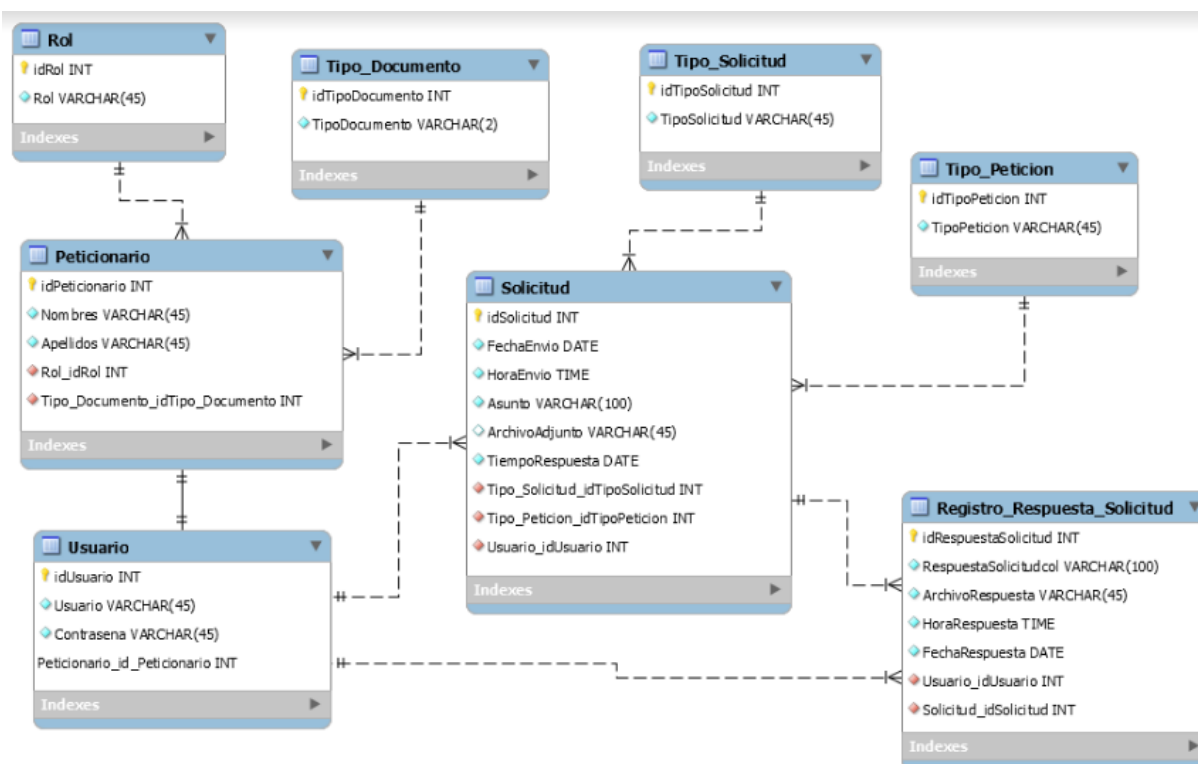 Rol
idRol INT
Rol VARCHAR(45)
Indexes
Tipo_Documento
idTipoDocumento INT
TipoDocumento VARCHAR(2)
Indexes
Tipo_Solicitud
idTipoSolicitud INT
TipoSolicitud VARCHAR(45)
Indexes
Tipo_Peticion
idTipoPeticion INT
TipoPeticion VARCHAR(45)
Indexes
Peticionario
idPeticionario INT
Nombres VARCHAR(45)
Apellidos VARCHAR(45)
Rol_idRol INT
Tipo_Documento_idTipo_Documento INT
Indexes
Solicitud
idSolicitud INT
FechaEnvio DATE
HoraEnvio TIME
Asunto VARCHAR(100)
ArchivoAdjunto VARCHAR(45)
TiempoRespuesta DATE
Tipo_Solicitud_idTipoSolicitud INT
Tipo_Peticion_idTipoPeticion INT
Usuario_idUsuario INT
Indexes
Usuario
idUsuario INT
Usuario VARCHAR(45)
Contrasena VARCHAR(45)
Peticionario_id_Peticionario INT
Indexes
Registro_Respuesta_Solicitud
idRespuestaSolicitud INT
RespuestaSolicitudcol VARCHAR(100)
ArchivoRespuesta VARCHAR(45)
HoraRespuesta TIME
FechaRespuesta DATE
Usuario_idUsuario INT
Solicitud_idSolicitud INT
Indexes